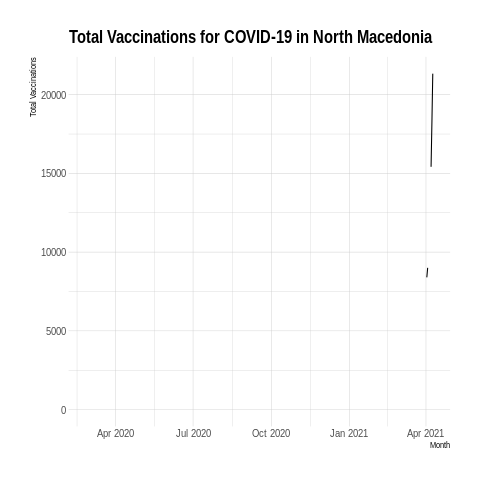 Total Vaccinations for COVID-19 in North Macedonia
Total Vaccinations
20000
15000
10000
5000
0
Apr 2020 Jul 2020 Oct 2020 Jan 2021 Apr 2021
Month